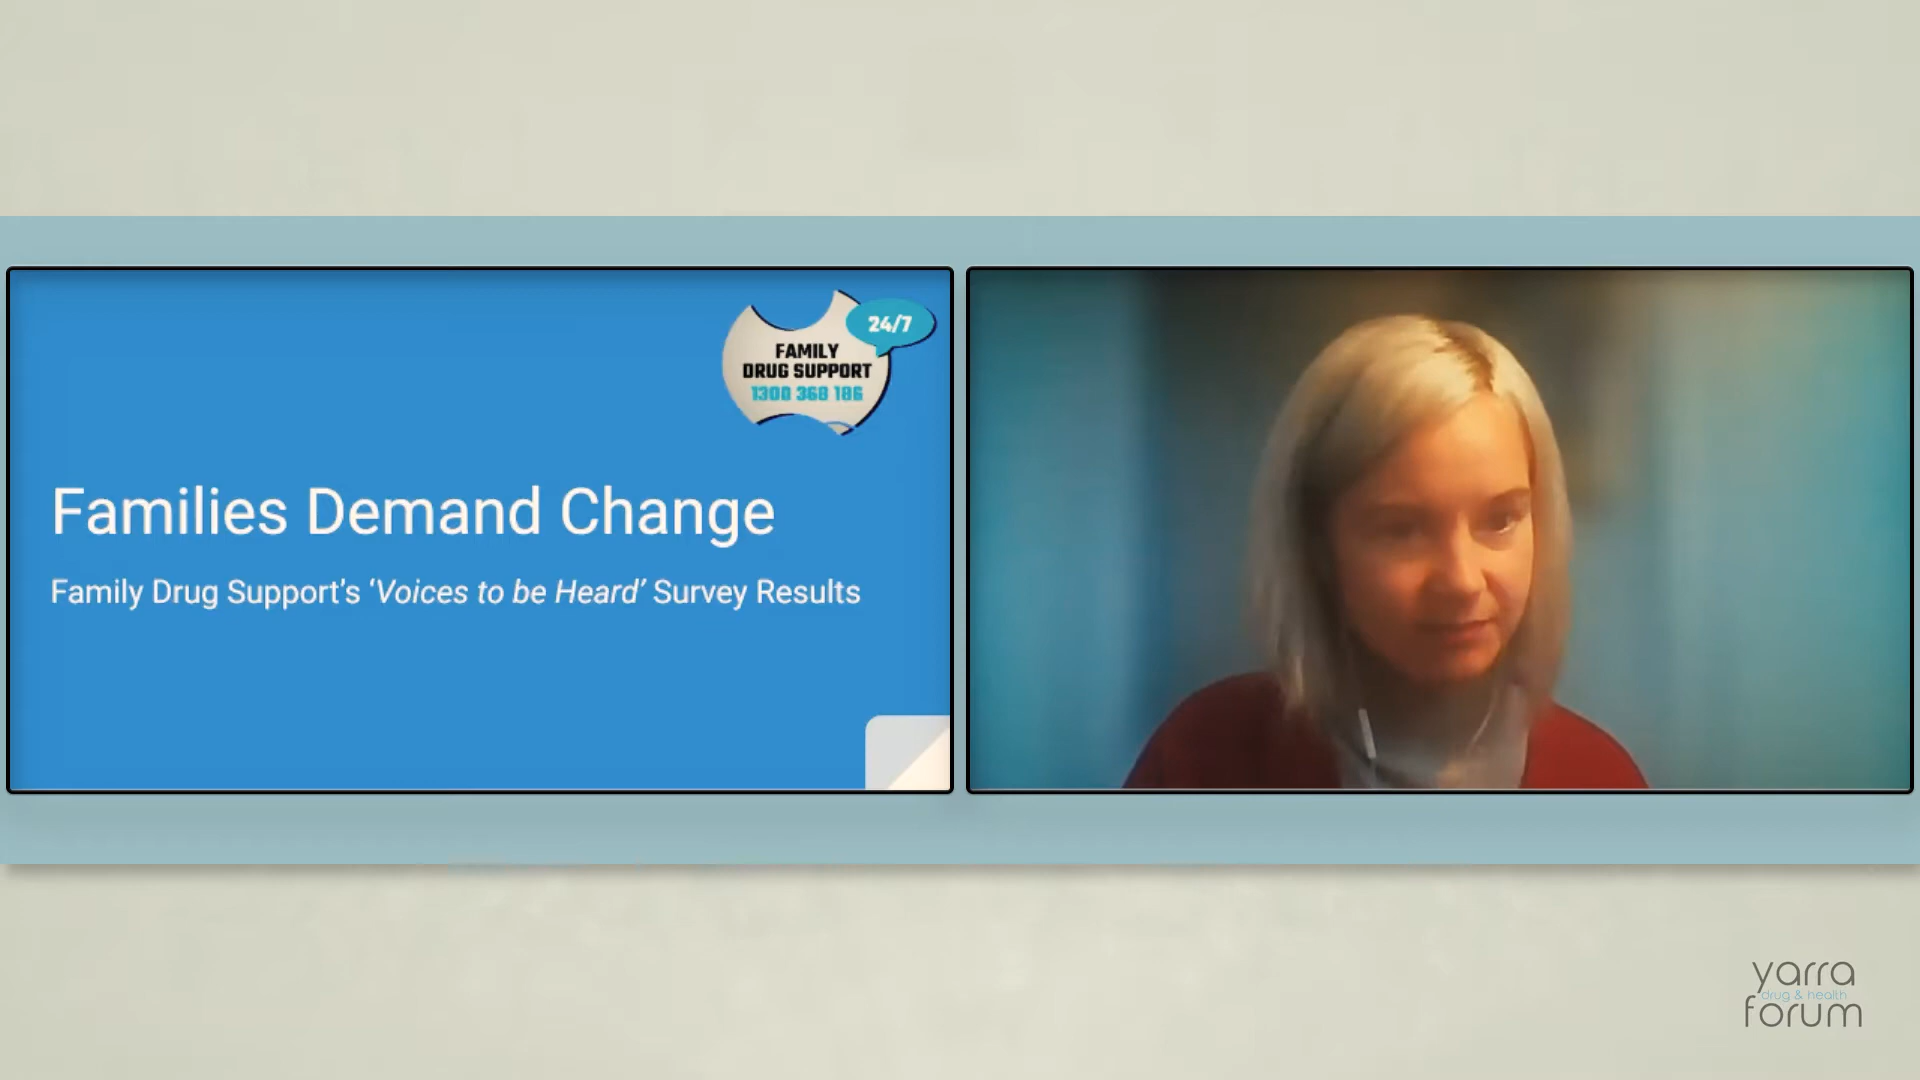 24/7
FAMILY
DRUG SUPPORT
1300 368 186
Families Demand Change
Family Drug Support's 'Voices to be Heard' Survey Results
yarra
drug & health
forum